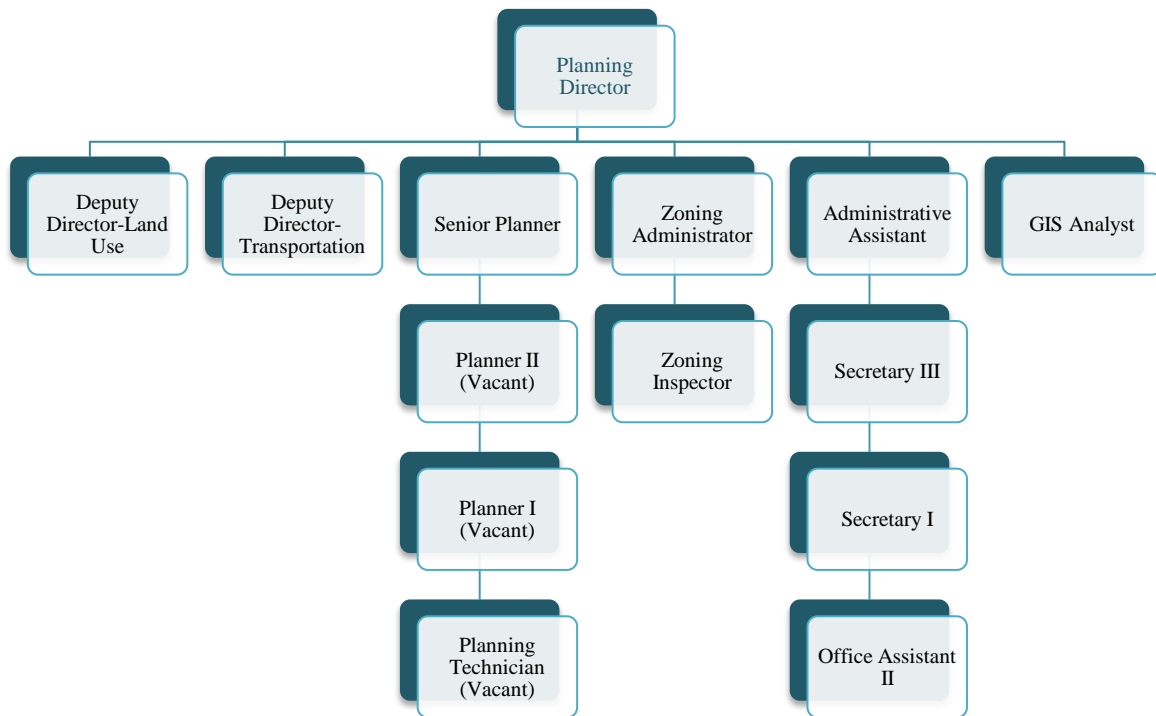 Planning
Director
Deputy
Director-Land
Use
Deputy
Director-
Transportation
Senior Planner
Zoning
Administrator
Administrative
Assistant
GIS Analyst
Planner II
(Vacant)
Zoning
Inspector
Secretary III
Planner I
(Vacant)
Secretary I
Planning
Technician
(Vacant)
Office Assistant
II